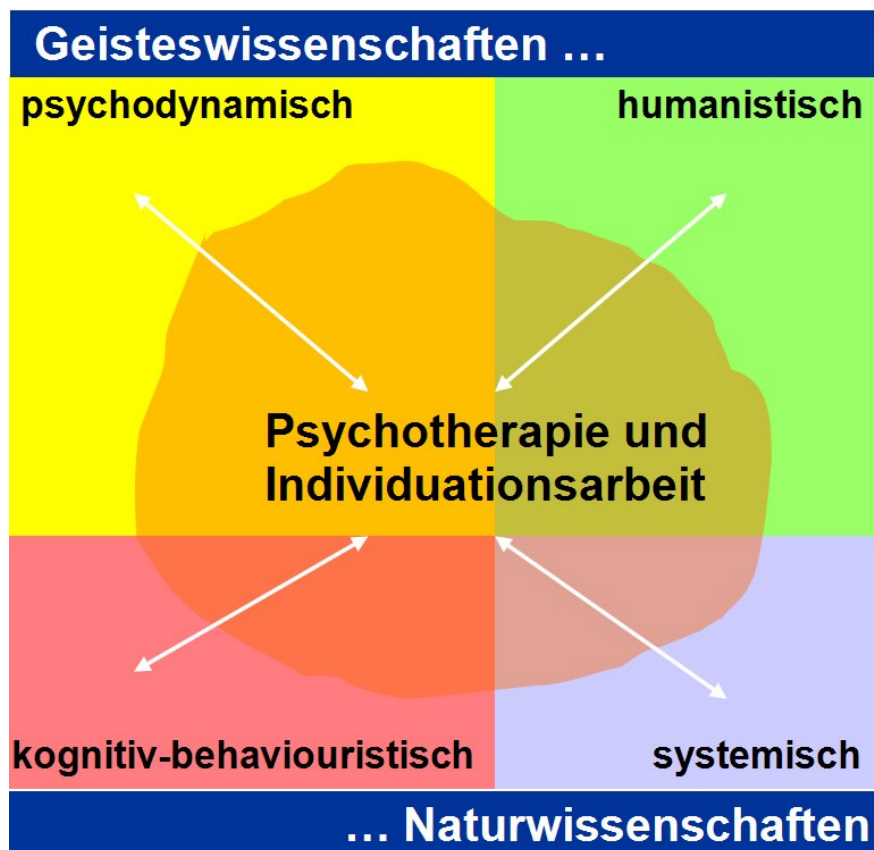 Geisteswissenschaften …
psychodynamisch
humanistisch
Psychotherapie und
Individuationsarbeit
kognitiv-behaviouristisch
systemisch
… Naturwissenschaften